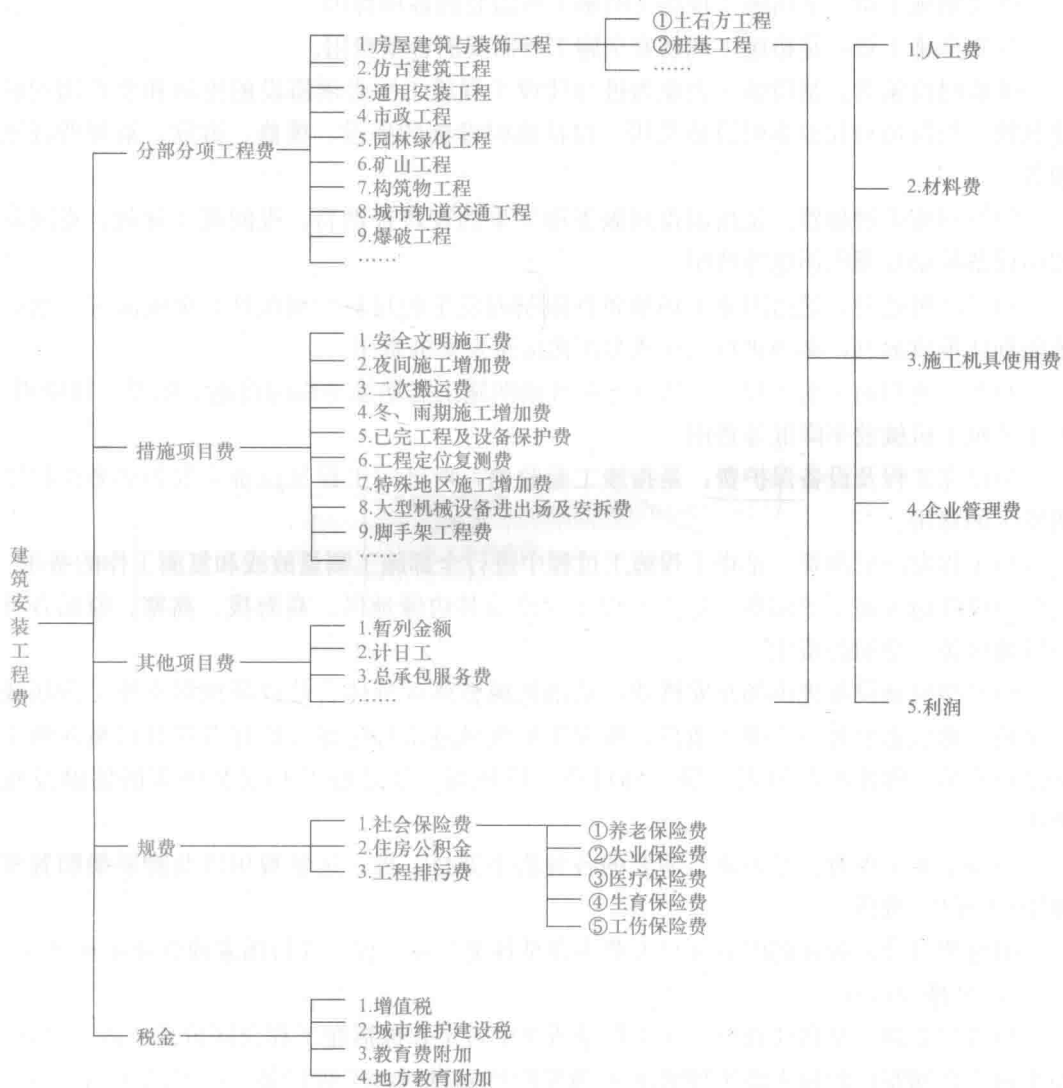 建筑安装工程费
分部分项工程费
1.房屋建筑与装饰工程
2.仿古建筑工程
3.通用安装工程
4.市政工程
5.园林绿化工程
6.矿山工程
7.构筑物工程
8.城市轨道交通工程
9.爆破工程
……
①土石方工程
②桩基工程
……
措施项目费
1.安全文明施工费
2.夜间施工增加费
3.二次搬运费
4.冬、雨期施工增加费
5.已完工程及设备保护费
6.工程定位复测费
7.特殊地区施工增加费
8.大型机械设备进出场及安拆费
9.脚手架工程费
……
其他项目费
1.暂列金额
2.计日工
3.总承包服务费
……
规费
1.社会保险费
2.住房公积金
3.工程排污费
①养老保险费
②失业保险费
③医疗保险费
④生育保险费
⑤工伤保险费
税金
1.增值税
2.城市维护建设税
3.教育费附加
4.地方教育附加
1.人工费
2.材料费
3.施工机具使用费
4.企业管理费
5.利润